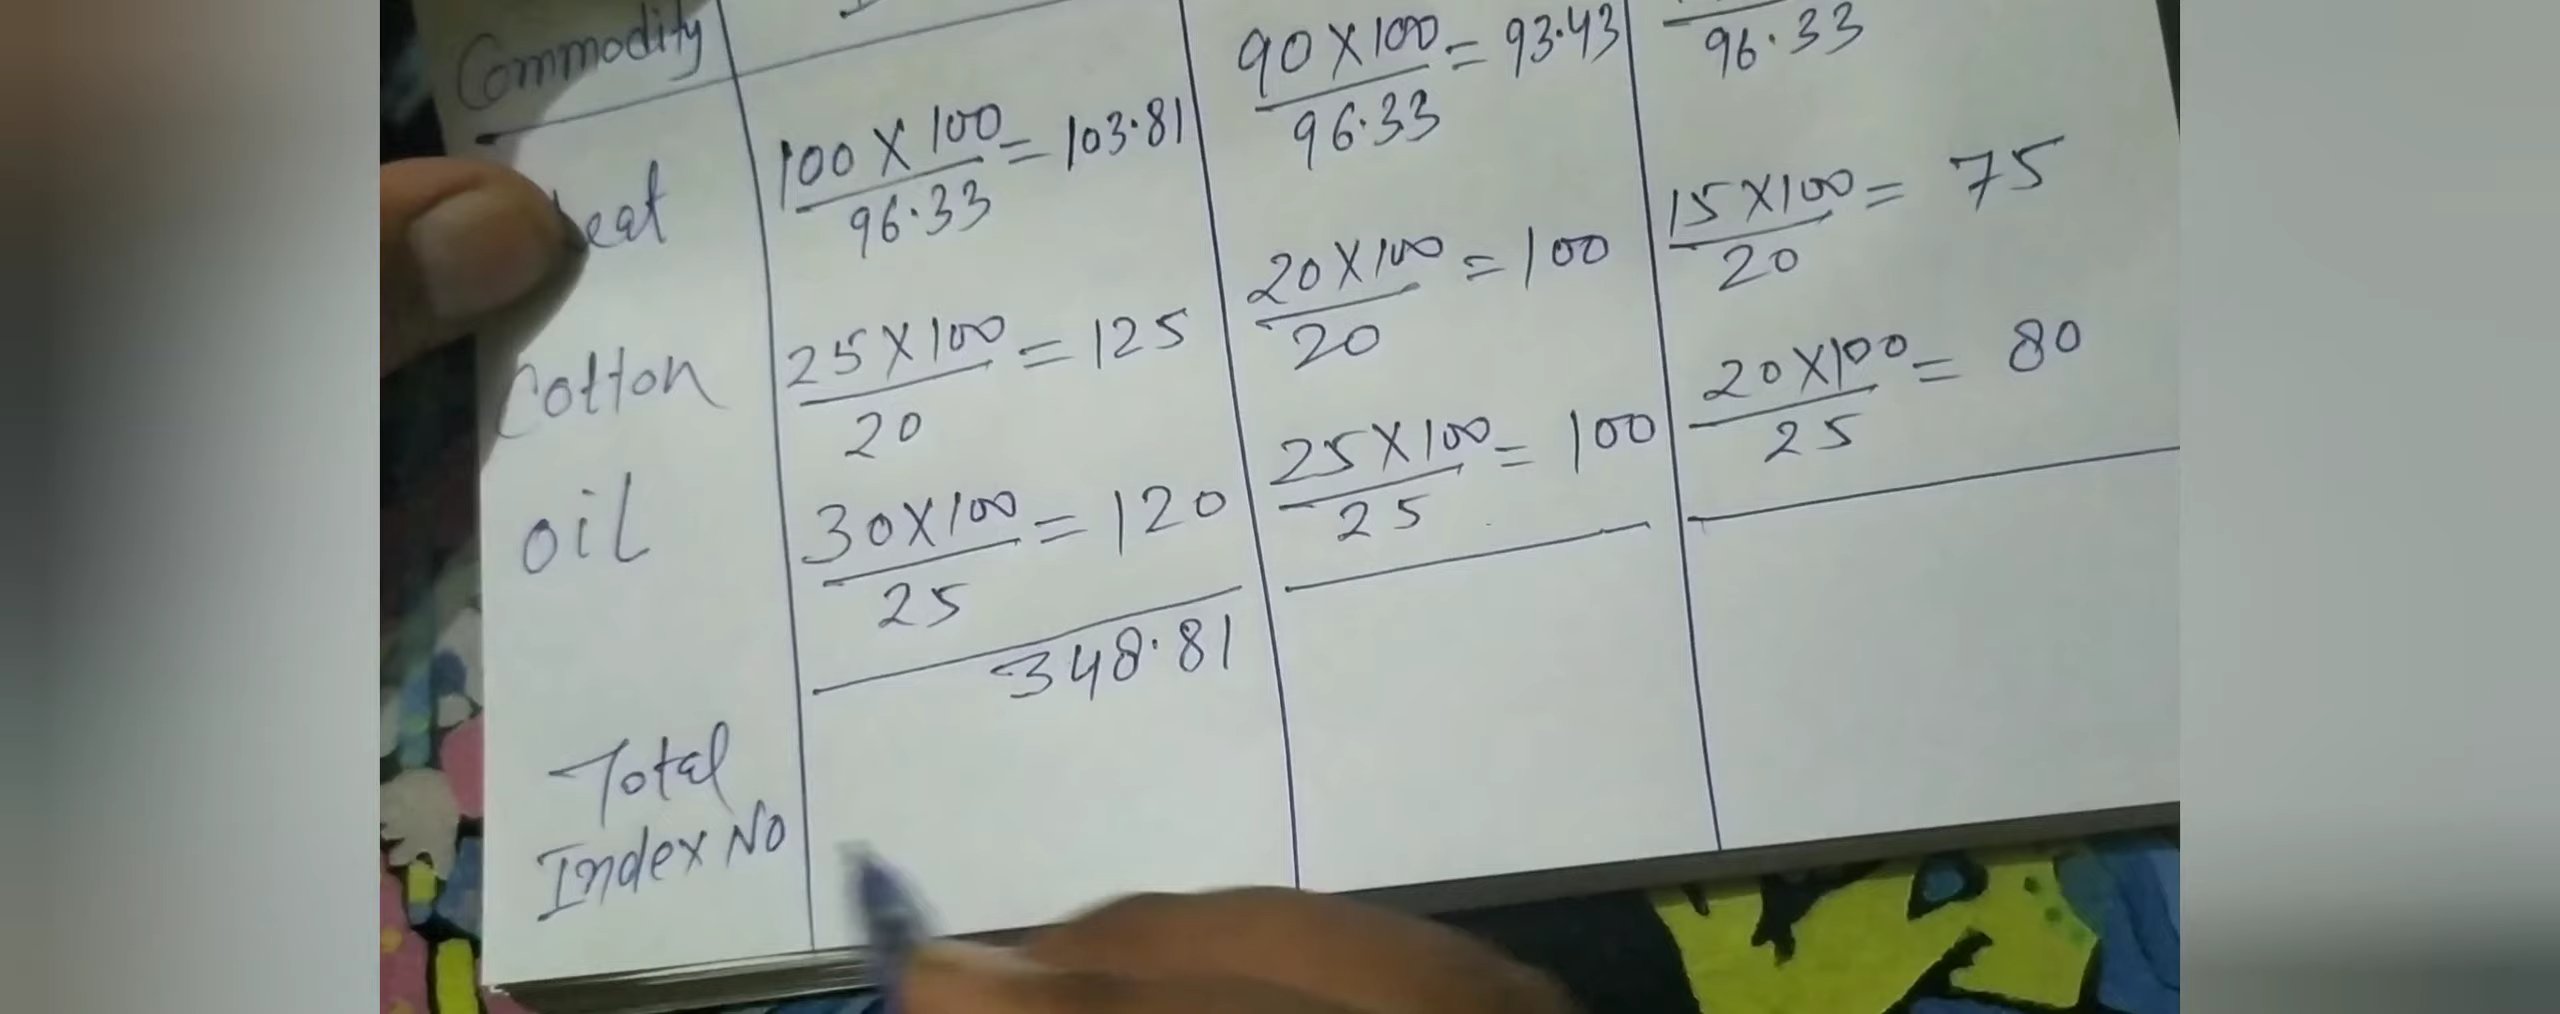 Commodity
100 X 100 = 103.81
96.33
90 X 100 = 93.43
96.33
96.33
Cotton
25 X 100 = 125
20
20 X 100 = 100
20
15 X 100 = 75
20
oil
30 X 100 = 120
25
25 X 100 = 100
25
20 X 100 = 80
25
348.81
Total
Index No